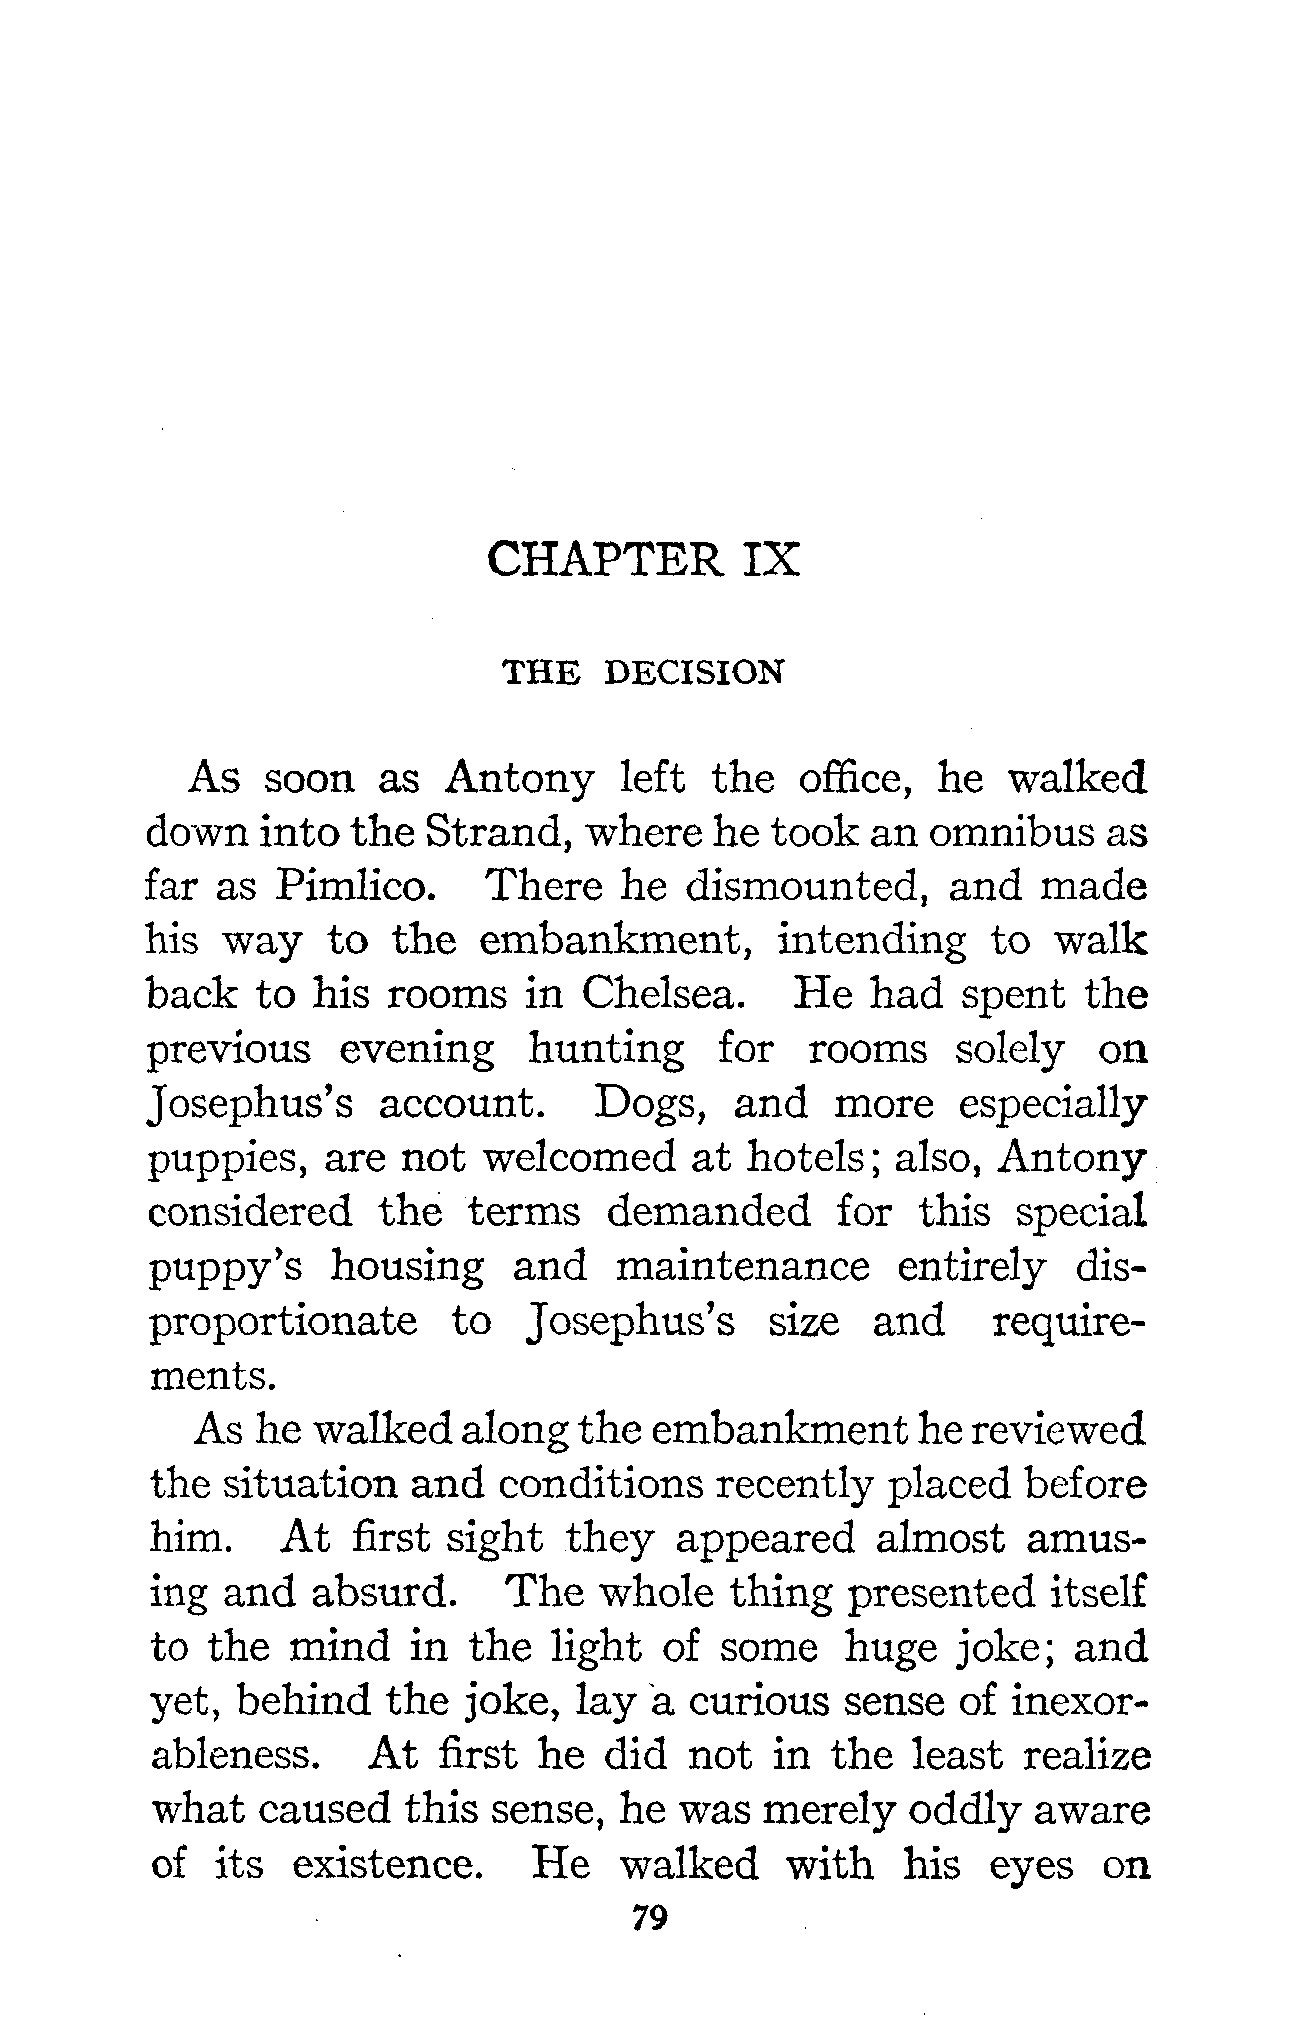 CHAPTER IX
THE DECISION
As soon as Antony left the office, he walked
down into the Strand, where he took an omnibus as
far as Pimlico. There he dismounted, and made
his way to the embankment, intending to walk
back to his rooms in Chelsea. He had spent the
previous evening hunting for rooms solely on
Josephus's account. Dogs, and more especially
puppies, are not welcomed at hotels; also, Antony
considered the terms demanded for this special
puppy's housing and maintenance entirely dis-
proportionate to Josephus's size and require-
ments.
As he walked along the embankment he reviewed
the situation and conditions recently placed before
him. At first sight they appeared almost amus-
ing and absurd. The whole thing presented itself
to the mind in the light of some huge joke; and
yet, behind the joke, lay a curious sense of inexor-
ableness. At first he did not in the least realize
what caused this sense, he was merely oddly aware
of its existence. He walked with his eyes on
79